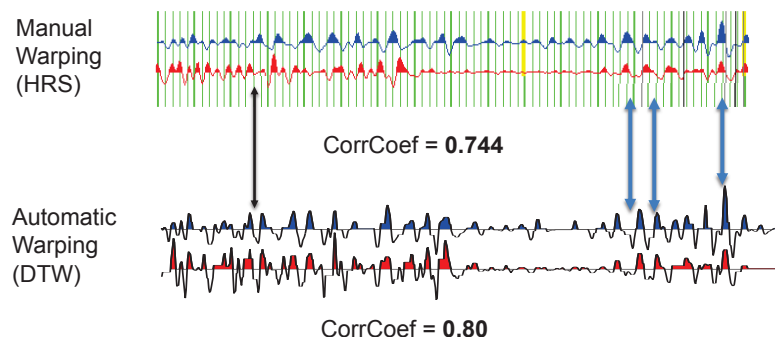 Manual
Warping
(HRS)
CorrCoef = 0.744
Automatic
Warping
(DTW)
CorrCoef = 0.80